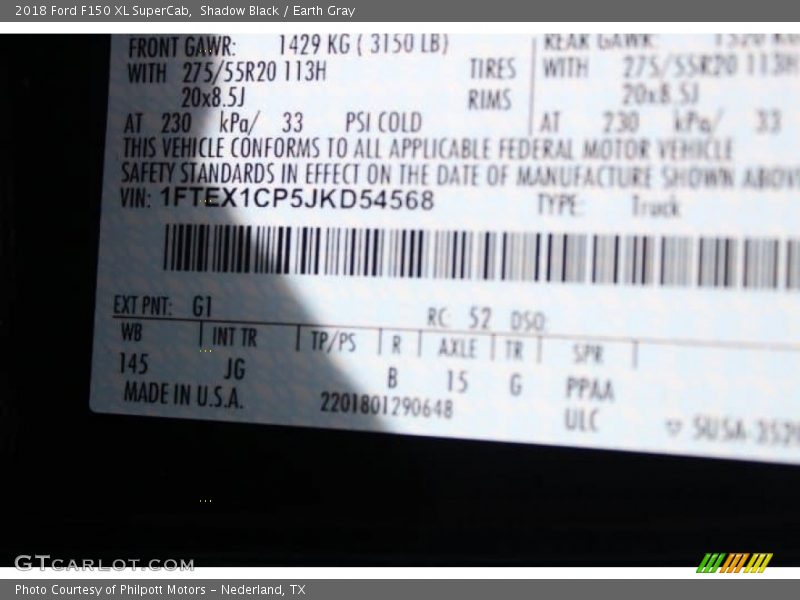 2018 Ford F150 XL SuperCab, Shadow Black / Earth Gray
FRONT GAWR: 1429 KG ( 3150 LB) REAR GAWR:
WITH 275/55R20 113H TIRES WITH 275/55R20 113H
20x8.5J RIMS 20x8.5J
AT 230 kPa/ 33 PSI COLD AT 230 kPa/ 33
THIS VEHICLE CONFORMS TO ALL APPLICABLE FEDERAL MOTOR VEHICLE
SAFETY STANDARDS IN EFFECT ON THE DATE OF MANUFACTURE SHOWN
VIN: 1FTEX1CP5JKD54568 TYPE: Truck
EXT PNT: G1 RC: 52 DSO:
WB INT TR TP/PS R AXLE TR SPR
145 JG B 15 G PPAA
MADE IN U.S.A. 2201801290648 ULC
GTCARLOT.COM
Photo Courtesy of Philpott Motors - Nederland, TX